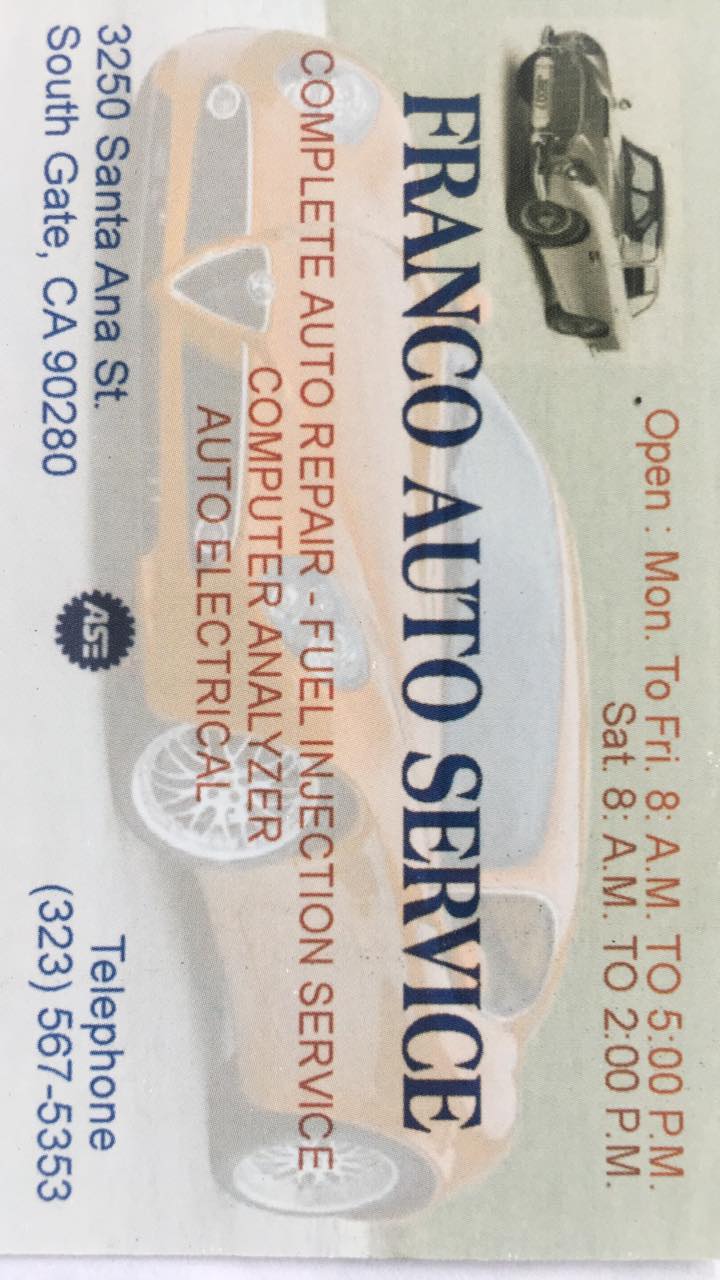 Open : Mon. To Fri. 8: A.M. TO 5:00 P.M.
Sat. 8: A.M. TO 2:00 P.M.
FRANCO AUTO SERVICE
COMPLETE AUTO REPAIR - FUEL INJECTION SERVICE
COMPUTER ANALYZER
AUTO ELECTRICAL
3250 Santa Ana St.
South Gate, CA 90280
ASE
Telephone
(323) 567-5353